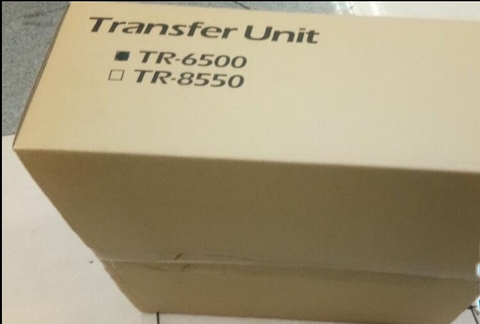 Transfer Unit
■ TR-6500
□ TR-8550